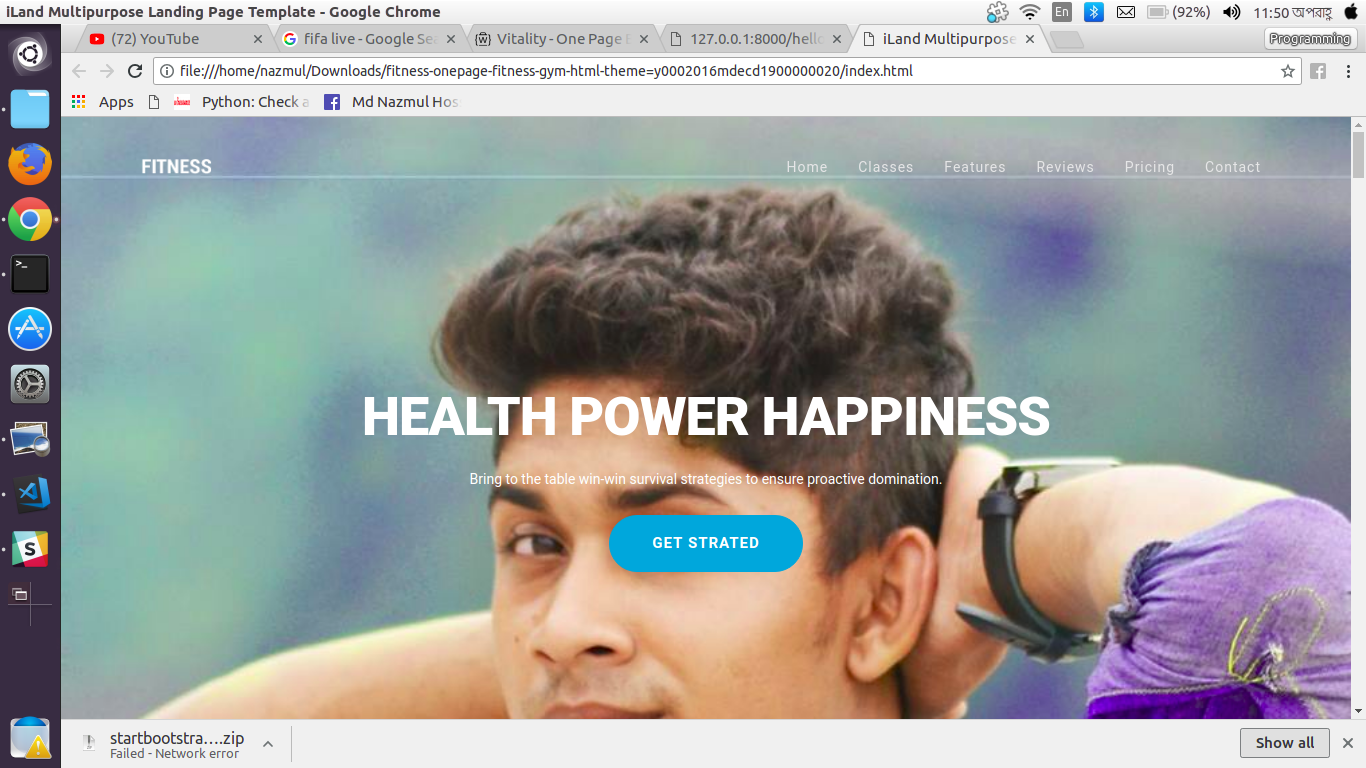 iLand Multipurpose Landing Page Template - Google Chrome
En (92%) 11:50 অপরাহ্ণ
(72) YouTube
fifa live - Google Sea
Vitality - One Page
127.0.0.1:8000/hello
iLand Multipurpose
Programming
file:///home/nazmul/Downloads/fitness-onepage-fitness-gym-html-theme=y0002016mdecd1900000020/index.html
Apps
Python: Check a
Md Nazmul Hos
FITNESS
Home Classes Features Reviews Pricing Contact
HEALTH POWER HAPPINESS
Bring to the table win-win survival strategies to ensure proactive domination.
GET STRATED
startbootstra....zip
Failed - Network error
Show all